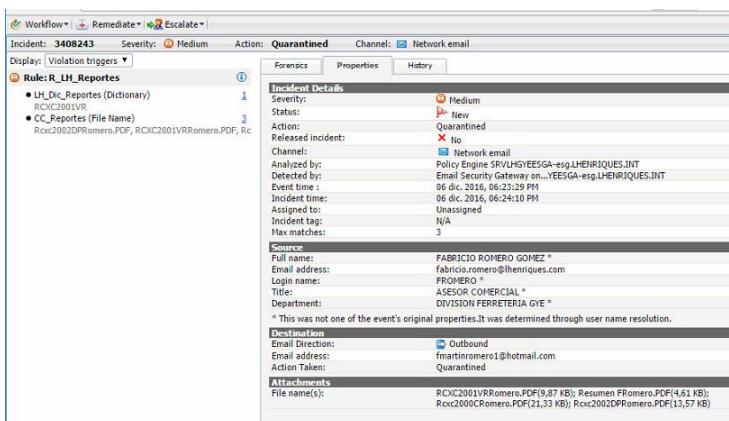 Workflow Remediate Escalate
Incident: 3408243 Severity: Medium Action: Quarantined Channel: Network email
Display: Violation triggers
Rule: R_LH_Reportes
LH_Dic_Reportes (Dictionary) 1
RCXC2001VR
CC_Reportes (File Name) 3
Rcxc2002DPRomero.PDF, RCXC2001VRRomero.PDF, Rc
Forensics Properties History
Incident Details
Severity: Medium
Status: New
Action: Quarantined
Released incident: No
Channel: Network email
Analyzed by: Policy Engine SRVLHGYEESGA-esg.LHENRIQUES.INT
Detected by: Email Security Gateway on...YEESGA-esg.LHENRIQUES.INT
Event time : 06 dic. 2016, 06:23:29 PM
Incident time: 06 dic. 2016, 06:24:10 PM
Assigned to: Unassigned
Incident tag: N/A
Max matches: 3
Source
Full name: FABRICIO ROMERO GOMEZ *
Email address: fabricio.romero@lhenriques.com
Login name: FROMERO *
Title: ASESOR COMERCIAL *
Department: DIVISION FERRETERIA GYE *
* This was not one of the event's original properties.It was determined through user name resolution.
Destination
Email Direction: Outbound
Email address: fmartinromero1@hotmail.com
Action Taken: Quarantined
Attachments
File name(s): RCXC2001VRRomero.PDF(9,87 KB); Resumen FRomero.PDF(4,61 KB);
Rcxc2000CRomero.PDF(21,33 KB); Rcxc2002DPRomero.PDF(13,57 KB)